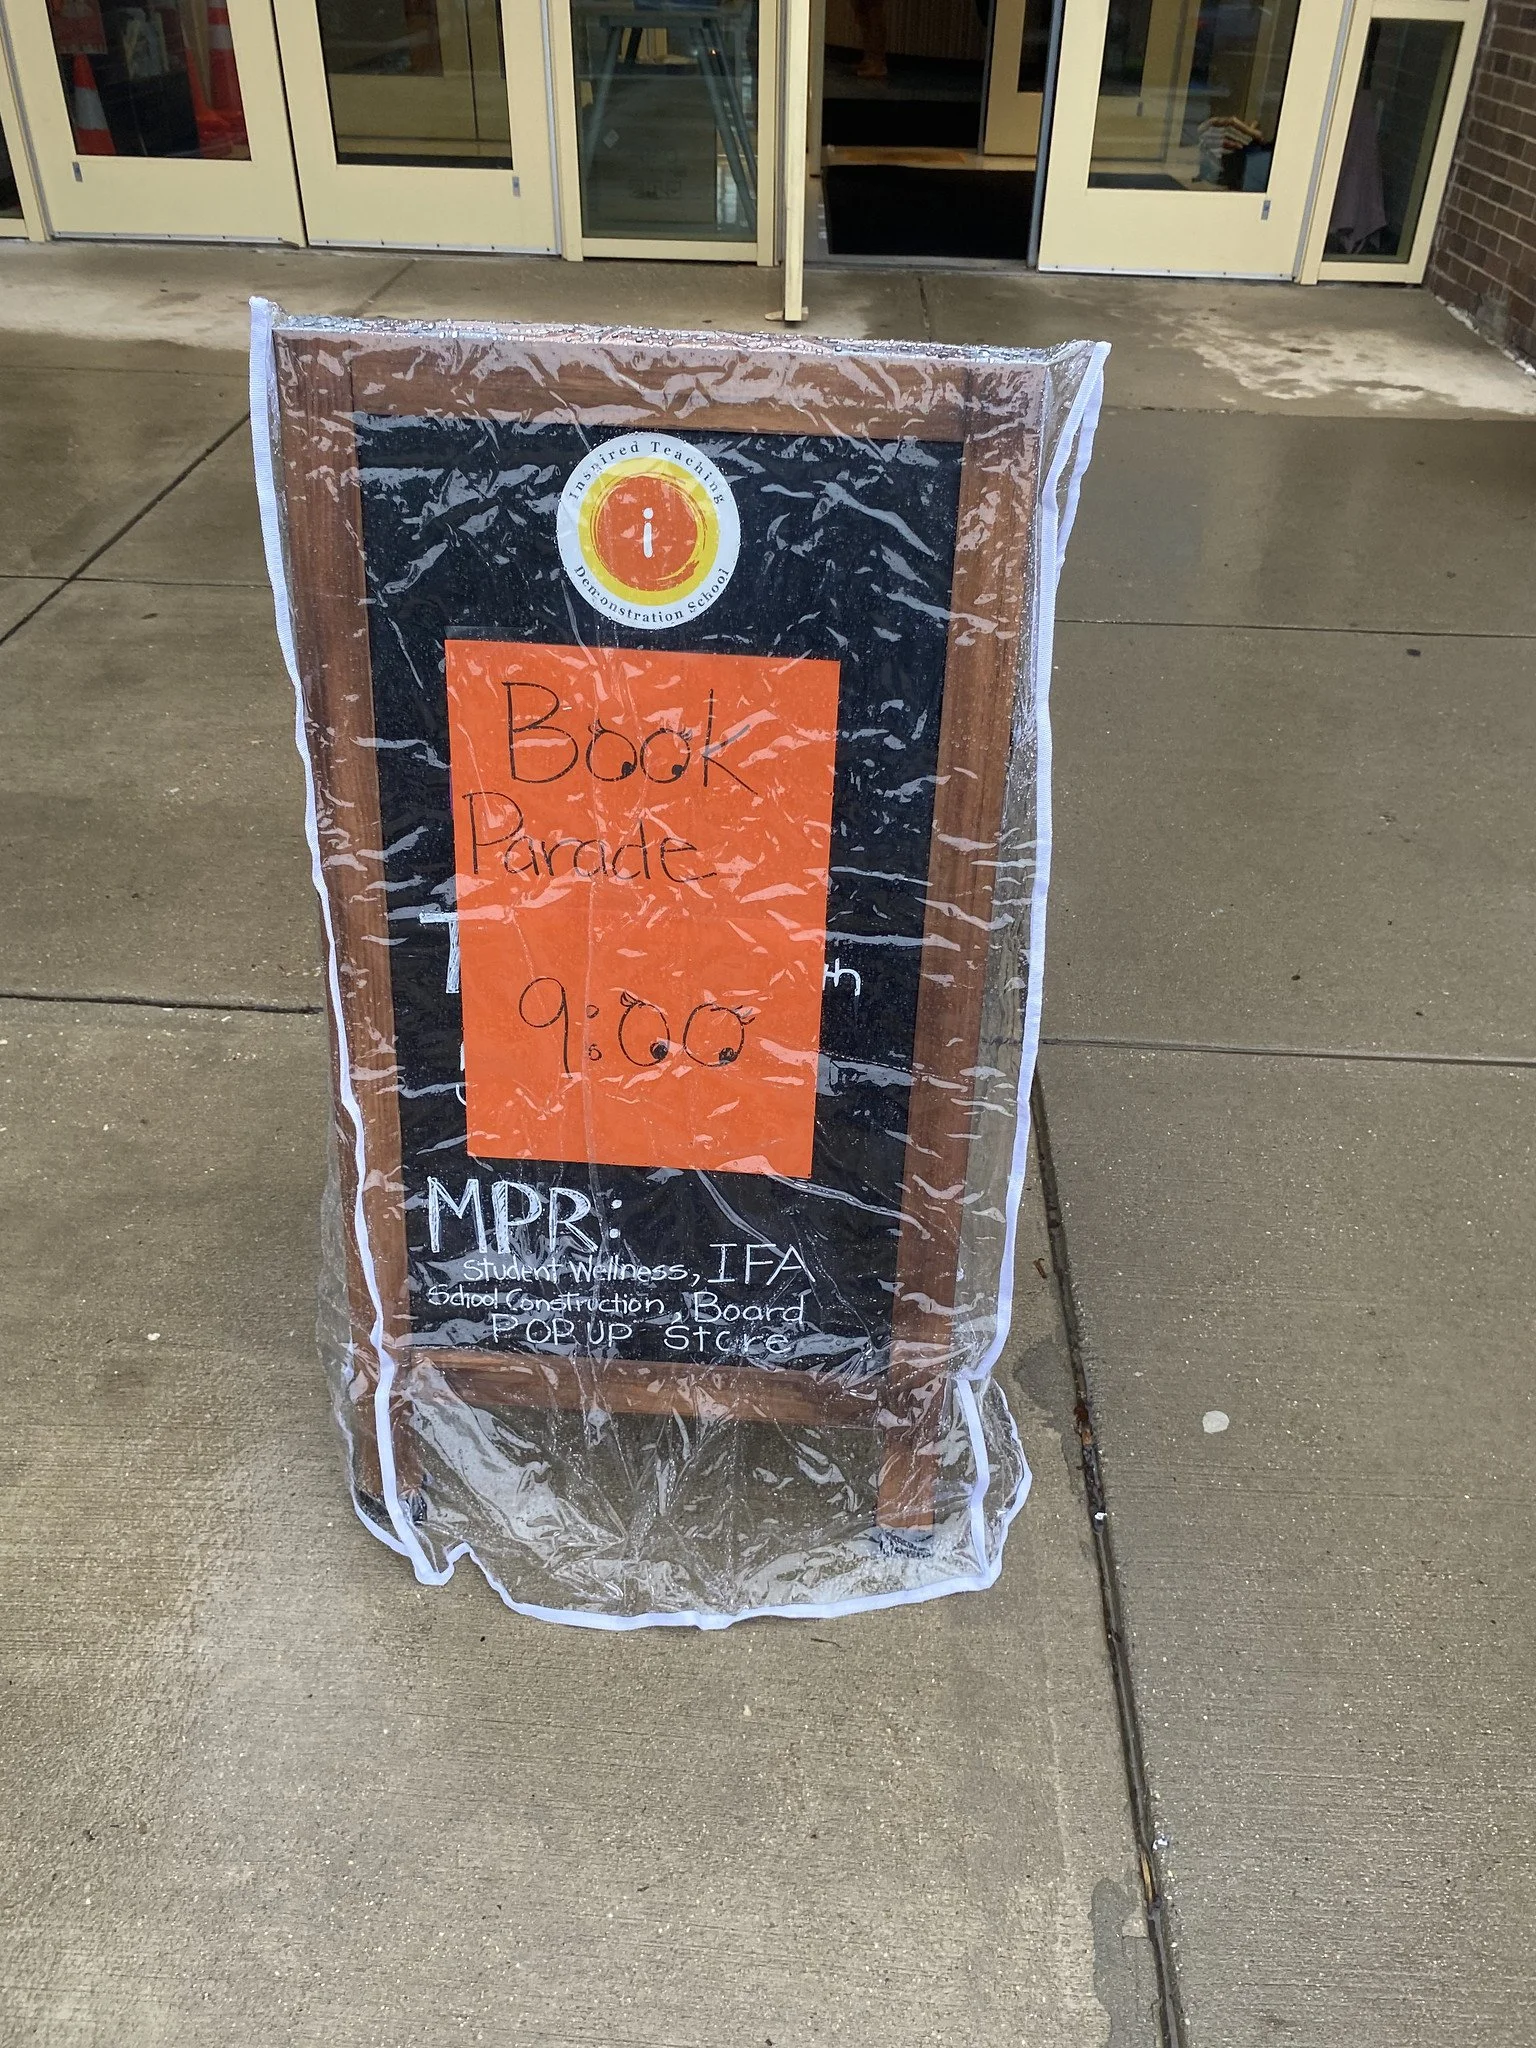 Inspired Teaching
i
Demonstration School
Book
Parade
9:00
MPR:
Student Wellness, IFA
School Construction, Board
POP UP Store